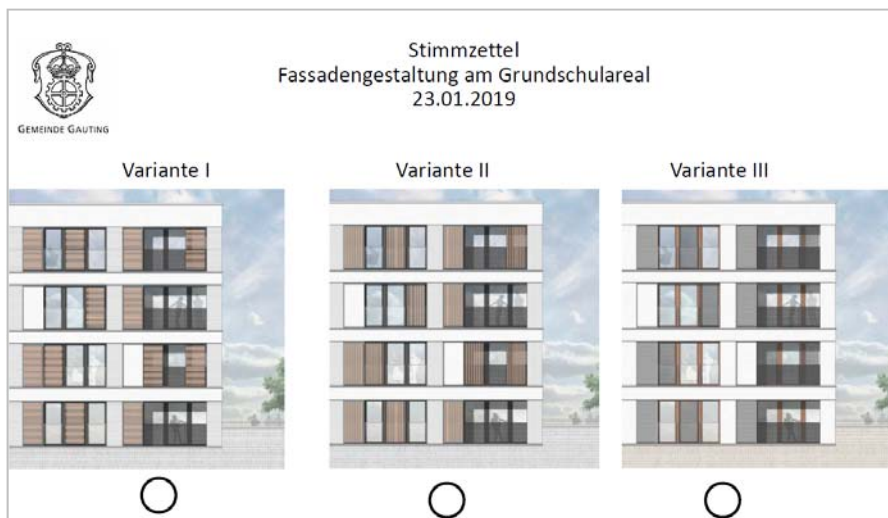 Stimmzettel
Fassadengestaltung am Grundschulareal
23.01.2019
GEMEINDE GAUTING
Variante I
Variante II
Variante III